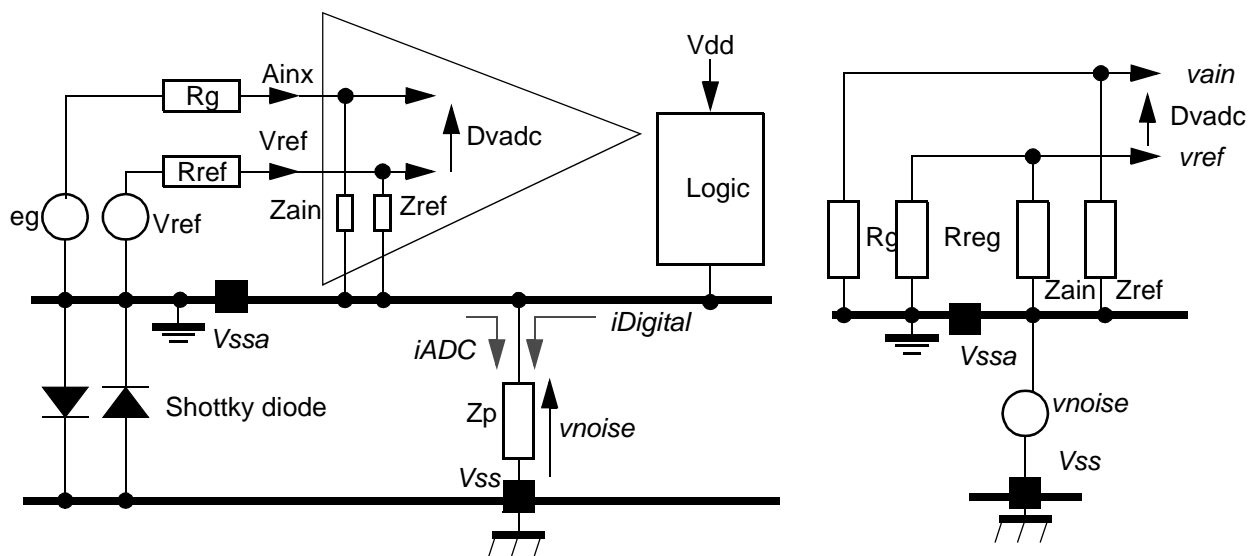 Vdd
Ainx
vain
Rg
Vref
Dvadc
Dvadc
vref
Rref
Logic
eg
Vref
Zain
Zref
Rg
Rreg
Zain
Zref
Vssa
iADC
iDigital
Vssa
Shottky diode
Zp
vnoise
vnoise
Vss
Vss